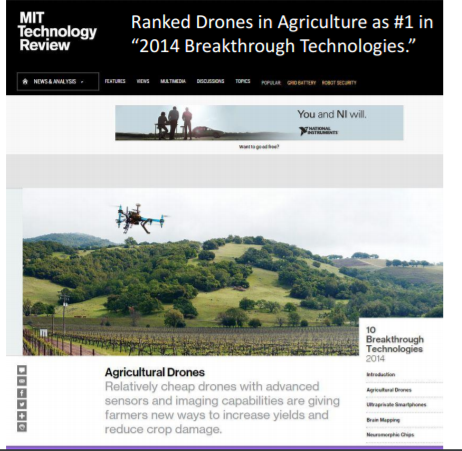 MIT
Technology
Review
Ranked Drones in Agriculture as #1 in
“2014 Breakthrough Technologies.”
NEWS & ANALYSIS
FEATURES VIEWS MULTIMEDIA DISCUSSIONS TOPICS POPULAR GRID BATTERY ROBOT SECURITY
You and NI will.
NATIONAL
INSTRUMENTS
Want to go ad free?
10
Breakthrough
Technologies
2014
Introduction
Agricultural Drones
Ultraprivate Smartphones
Brain Mapping
Neuromorphic Chips
Agricultural Drones
Relatively cheap drones with advanced
sensors and imaging capabilities are giving
farmers new ways to increase yields and
reduce crop damage.